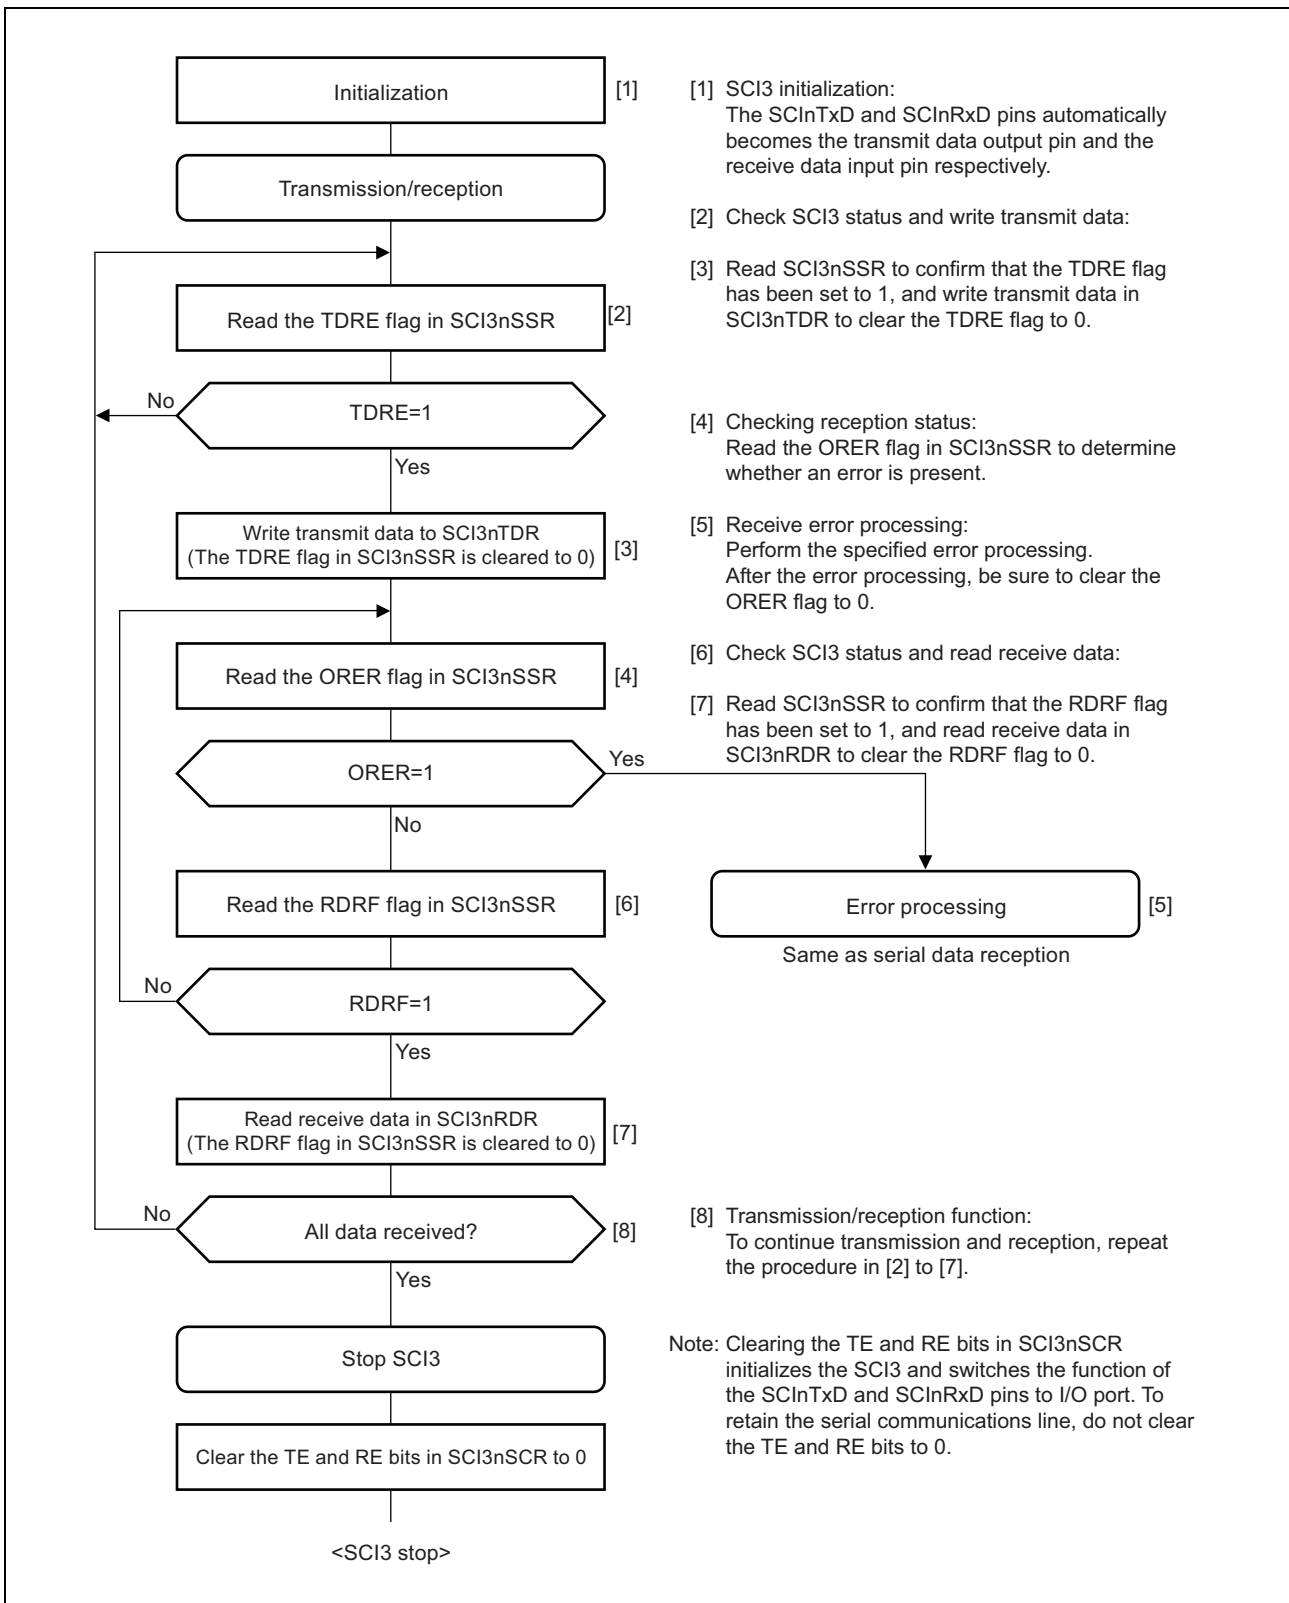 Initialization
[1]
Transmission/reception
Read the TDRE flag in SCI3nSSR
[2]
TDRE=1
No
Yes
Write transmit data to SCI3nTDR
(The TDRE flag in SCI3nSSR is cleared to 0)
[3]
Read the ORER flag in SCI3nSSR
[4]
ORER=1
Yes
No
Read the RDRF flag in SCI3nSSR
[6]
Error processing
[5]
Same as serial data reception
No
RDRF=1
Yes
Read receive data in SCI3nRDR
(The RDRF flag in SCI3nSSR is cleared to 0)
[7]
No
All data received?
[8]
Yes
Stop SCI3
Clear the TE and RE bits in SCI3nSCR to 0
<SCI3 stop>
[1] SCI3 initialization:
The SCInTxD and SCInRxD pins automatically
becomes the transmit data output pin and the
receive data input pin respectively.
[2] Check SCI3 status and write transmit data:
[3] Read SCI3nSSR to confirm that the TDRE flag
has been set to 1, and write transmit data in
SCI3nTDR to clear the TDRE flag to 0.
[4] Checking reception status:
Read the ORER flag in SCI3nSSR to determine
whether an error is present.
[5] Receive error processing:
Perform the specified error processing.
After the error processing, be sure to clear the
ORER flag to 0.
[6] Check SCI3 status and read receive data:
[7] Read SCI3nSSR to confirm that the RDRF flag
has been set to 1, and read receive data in
SCI3nRDR to clear the RDRF flag to 0.
[8] Transmission/reception function:
To continue transmission and reception, repeat
the procedure in [2] to [7].
Note: Clearing the TE and RE bits in SCI3nSCR
initializes the SCI3 and switches the function of
the SCInTxD and SCInRxD pins to I/O port. To
retain the serial communications line, do not clear
the TE and RE bits to 0.